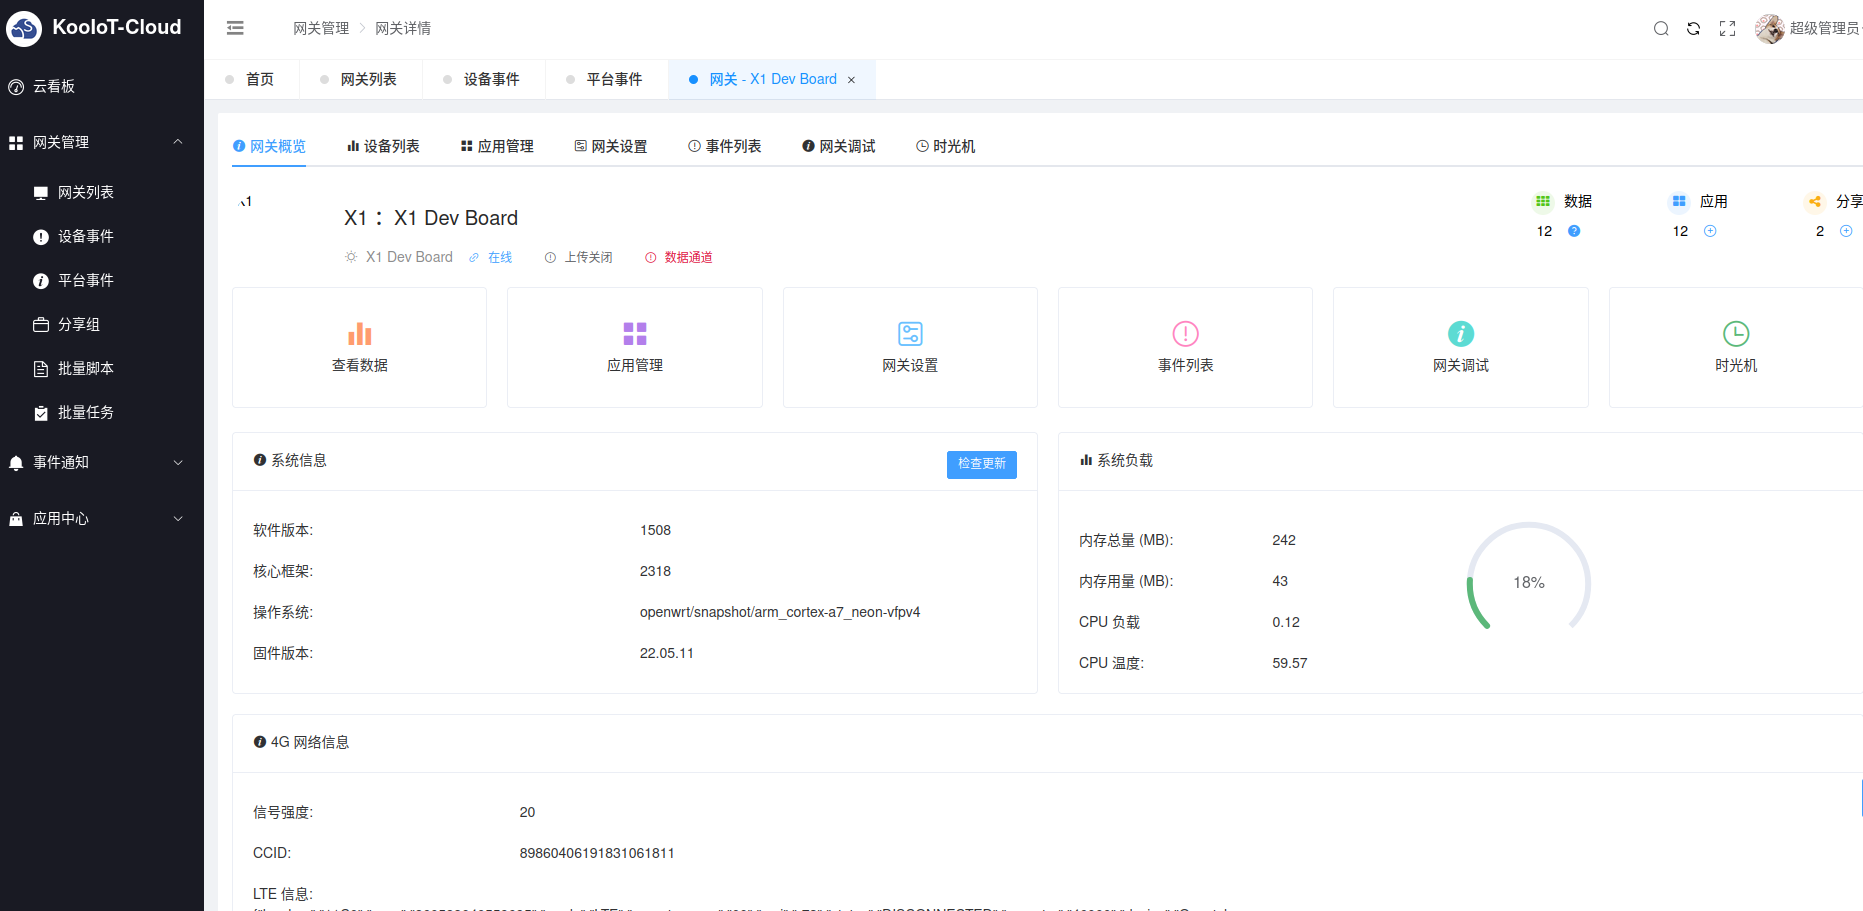 KooIoT-Cloud
云看板
网关管理
网关列表
设备事件
平台事件
分享组
批量脚本
批量任务
事件通知
应用中心
网关管理 > 网关详情
超级管理员
首页 网关列表 设备事件 平台事件 网关 - X1 Dev Board ×
网关概览 设备列表 应用管理 网关设置 事件列表 网关调试 时光机
X1： X1 Dev Board
X1 Dev Board 在线 上传关闭 数据通道
数据 应用 分享
12 12 2
查看数据 应用管理 网关设置 事件列表 网关调试 时光机
系统信息 检查更新
软件版本: 1508
核心框架: 2318
操作系统: openwrt/snapshot/arm_cortex-a7_neon-vfpv4
固件版本: 22.05.11
系统负载
内存总量 (MB): 242
内存用量 (MB): 43
CPU 负载 0.12
CPU 温度: 59.57
18%
4G 网络信息
信号强度: 20
CCID: 89860406191831061811
LTE 信息: